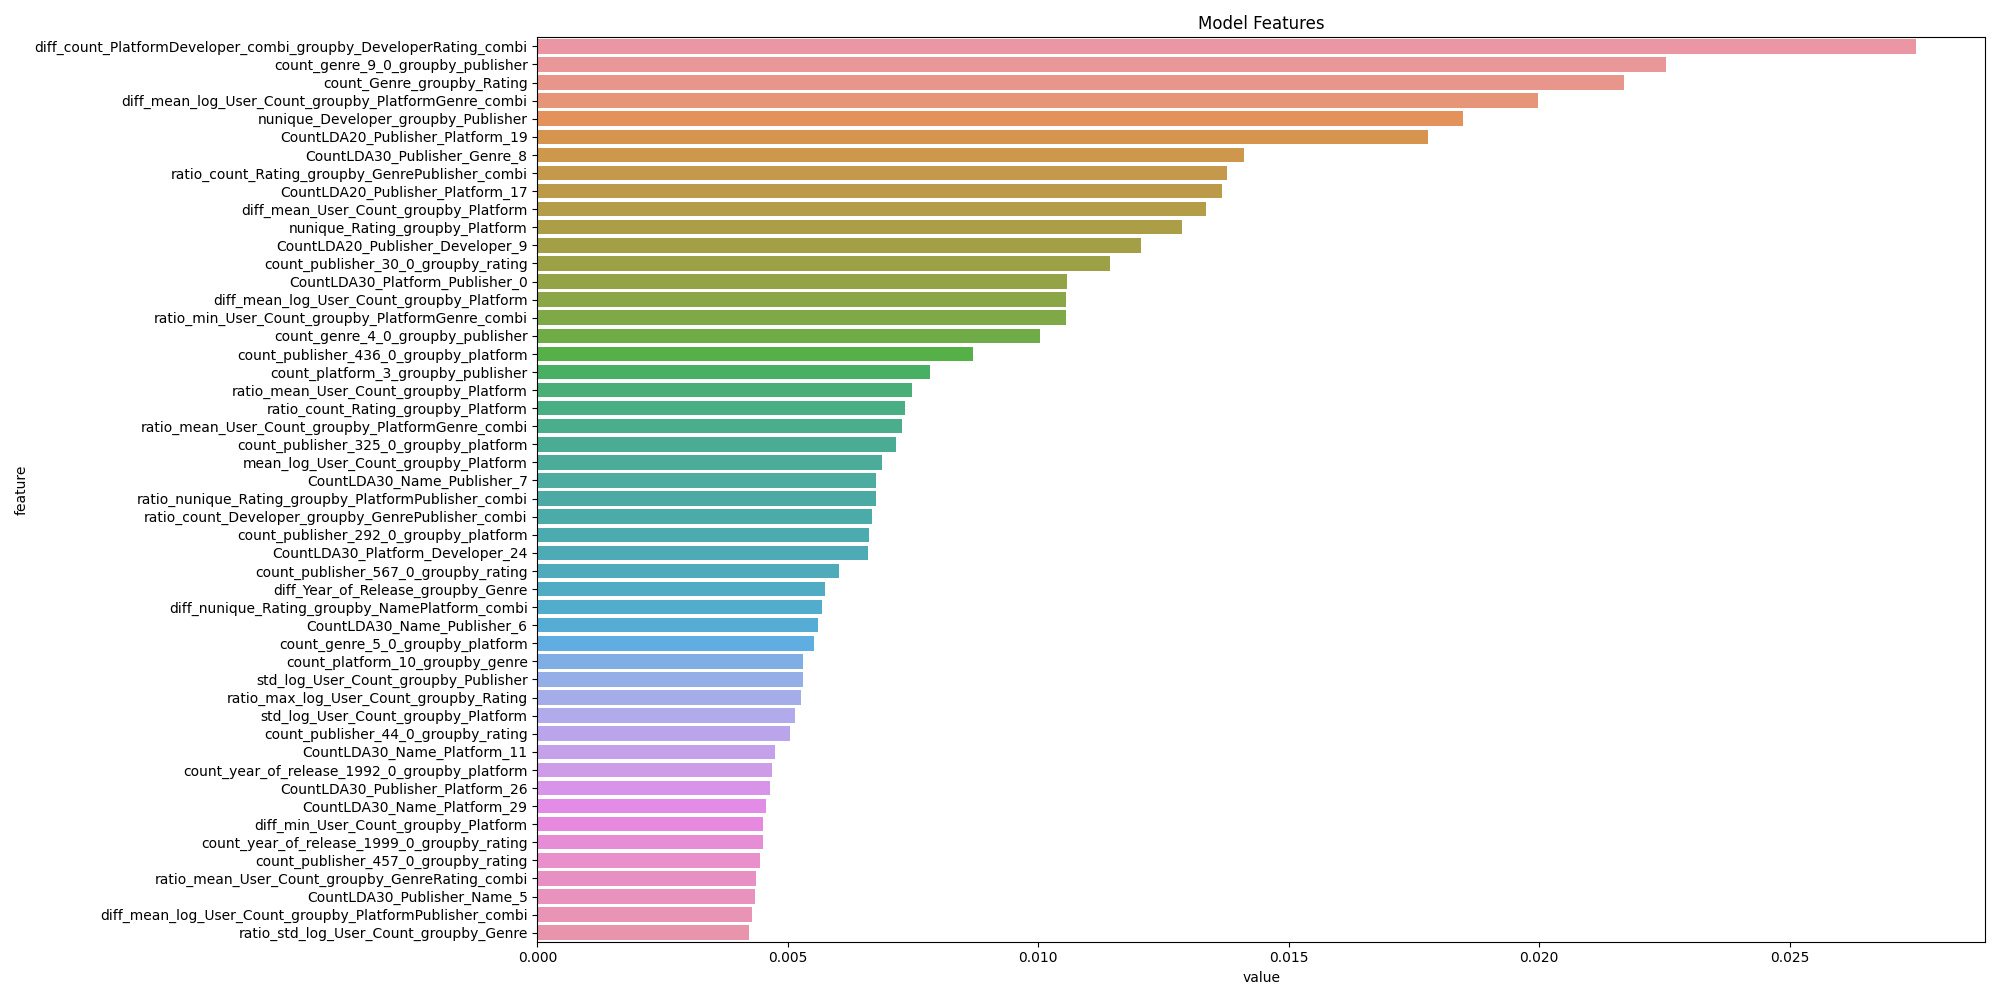 Model Features
diff_count_PlatformDeveloper_combi_groupby_DeveloperRating_combi
count_genre_9_0_groupby_publisher
count_Genre_groupby_Rating
diff_mean_log_User_Count_groupby_PlatformGenre_combi
nunique_Developer_groupby_Publisher
CountLDA20_Publisher_Platform_19
CountLDA30_Publisher_Genre_8
ratio_count_Rating_groupby_GenrePublisher_combi
CountLDA20_Publisher_Platform_17
diff_mean_User_Count_groupby_Platform
nunique_Rating_groupby_Platform
CountLDA20_Publisher_Developer_9
count_publisher_30_0_groupby_rating
CountLDA30_Platform_Publisher_0
diff_mean_log_User_Count_groupby_Platform
ratio_min_User_Count_groupby_PlatformGenre_combi
count_genre_4_0_groupby_publisher
count_publisher_436_0_groupby_platform
count_platform_3_groupby_publisher
ratio_mean_User_Count_groupby_Platform
ratio_count_Rating_groupby_Platform
ratio_mean_User_Count_groupby_PlatformGenre_combi
count_publisher_325_0_groupby_platform
mean_log_User_Count_groupby_Platform
CountLDA30_Name_Publisher_7
ratio_nunique_Rating_groupby_PlatformPublisher_combi
ratio_count_Developer_groupby_GenrePublisher_combi
count_publisher_292_0_groupby_platform
CountLDA30_Platform_Developer_24
count_publisher_567_0_groupby_rating
diff_Year_of_Release_groupby_Genre
diff_nunique_Rating_groupby_NamePlatform_combi
CountLDA30_Name_Publisher_6
count_genre_5_0_groupby_platform
count_platform_10_groupby_genre
std_log_User_Count_groupby_Publisher
ratio_max_log_User_Count_groupby_Rating
std_log_User_Count_groupby_Platform
count_publisher_44_0_groupby_rating
CountLDA30_Name_Platform_11
count_year_of_release_1992_0_groupby_platform
CountLDA30_Publisher_Platform_26
CountLDA30_Name_Platform_29
diff_min_User_Count_groupby_Platform
count_year_of_release_1999_0_groupby_rating
count_publisher_457_0_groupby_rating
ratio_mean_User_Count_groupby_GenreRating_combi
CountLDA30_Publisher_Name_5
diff_mean_log_User_Count_groupby_PlatformPublisher_combi
ratio_std_log_User_Count_groupby_Genre
feature
0.000 0.005 0.010 0.015 0.020 0.025
value